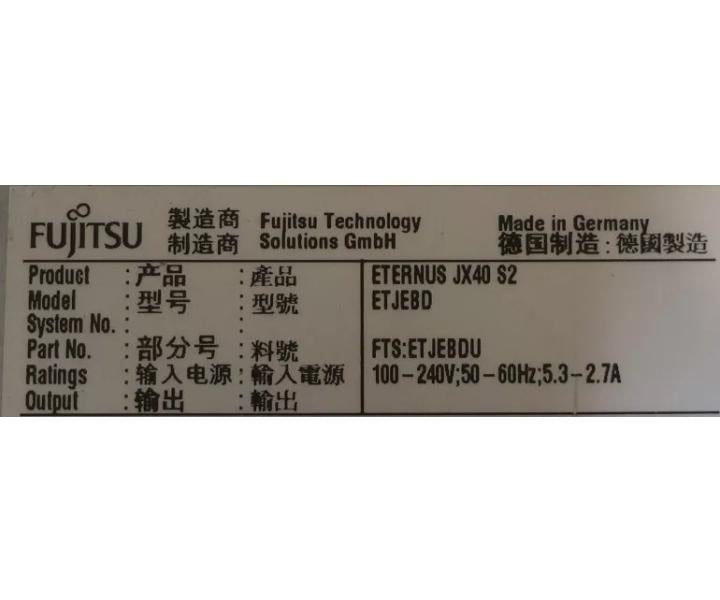 FUJITSU 製造商 Fujitsu Technology Made in Germany
制造商 Solutions GmbH 德国制造 : 德國製造
Product : 产品 : 產品 ETERNUS JX40 S2
Model : 型号 : 型號 ETJEBD
System No. : :
Part No. : 部分号 : 料號 FTS:ETJEBDU
Ratings : 输入电源 : 輸入電源 100-240V;50-60Hz;5.3-2.7A
Output : 输出 : 輸出